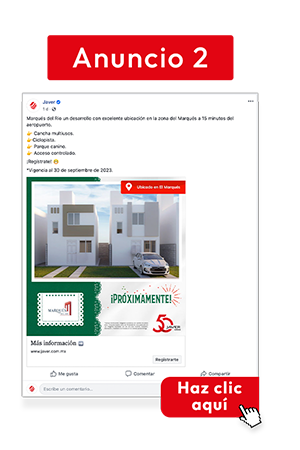 Anuncio 2
Javer
1 d
Marqués del Río un desarrollo con excelente ubicación en la zona del Marqués a 15 minutos del
aeropuerto.
👉 Cancha multiusos.
👉 Ciclopista.
👉 Parque canino.
👉 Acceso controlado.
¡Regístrate! 😊
*Vigencia al 30 de septiembre de 2023.
Ubicado en El Marqués
MARQUÉS
¡PRÓXIMAMENTE!
50 JAVER
Más información
www.javer.com.mx
Registrarte
Me gusta
Comentar
Compartir
Escribe un comentario...
Haz clic
aquí